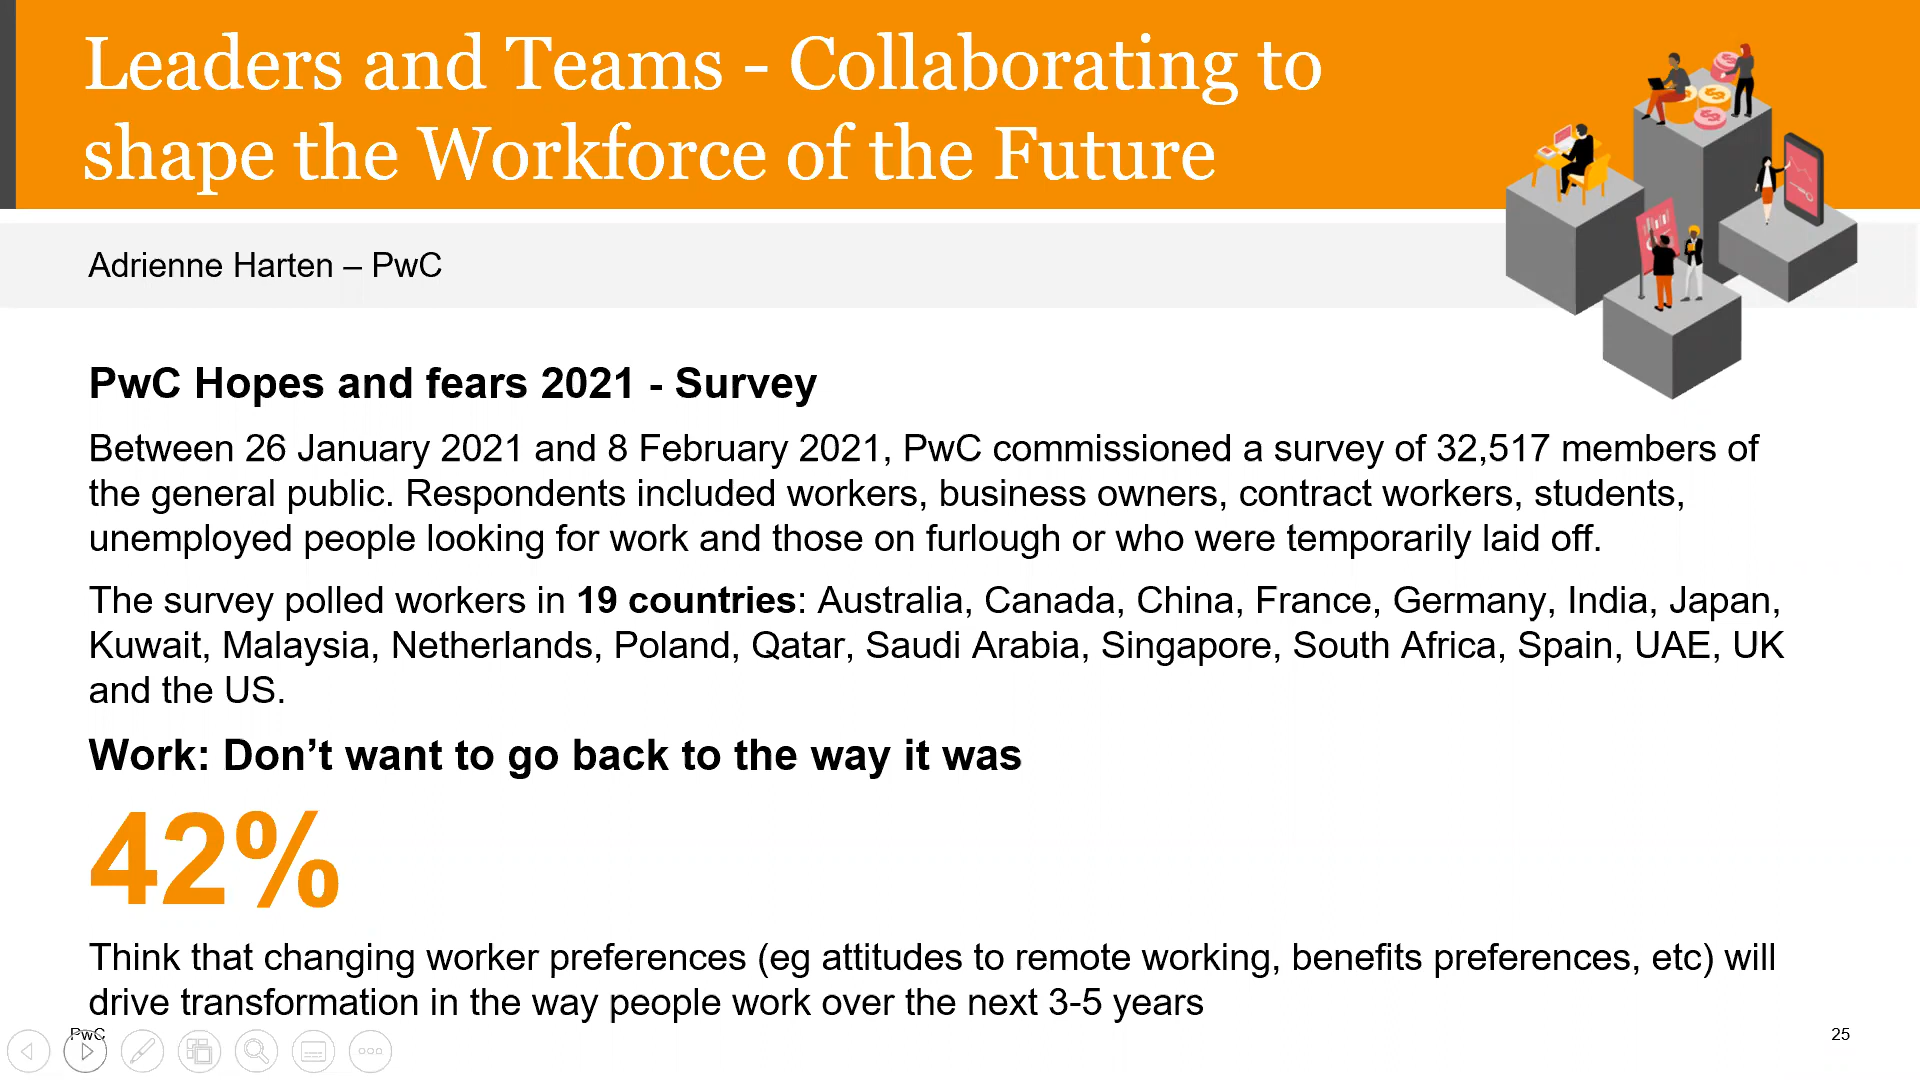 Leaders and Teams - Collaborating to
shape the Workforce of the Future
Adrienne Harten – PwC
PwC Hopes and fears 2021 - Survey
Between 26 January 2021 and 8 February 2021, PwC commissioned a survey of 32,517 members of
the general public. Respondents included workers, business owners, contract workers, students,
unemployed people looking for work and those on furlough or who were temporarily laid off.
The survey polled workers in 19 countries: Australia, Canada, China, France, Germany, India, Japan,
Kuwait, Malaysia, Netherlands, Poland, Qatar, Saudi Arabia, Singapore, South Africa, Spain, UAE, UK
and the US.
Work: Don’t want to go back to the way it was
42%
Think that changing worker preferences (eg attitudes to remote working, benefits preferences, etc) will
drive transformation in the way people work over the next 3-5 years
PwC
25